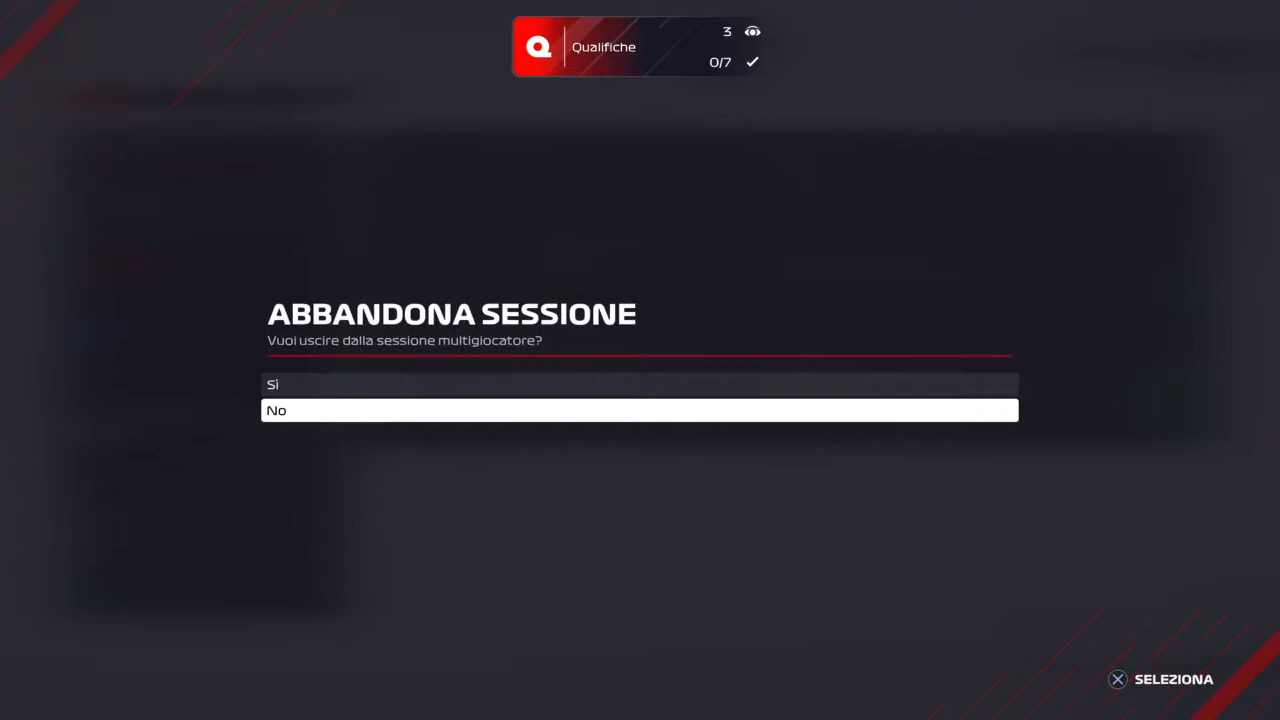 Q
Qualifiche
3
0/7
ABBANDONA SESSIONE
Vuoi uscire dalla sessione multigiocatore?
Sì
No
SELEZIONA